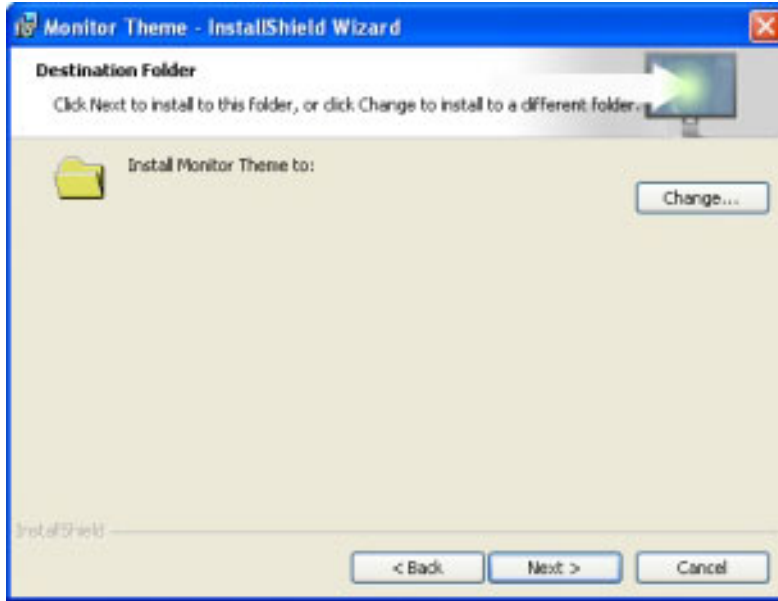 Monitor Theme - InstallShield Wizard
Destination Folder
Click Next to install to this folder, or click Change to install to a different folder.
Install Monitor Theme to:
Change...
InstallShield
< Back
Next >
Cancel